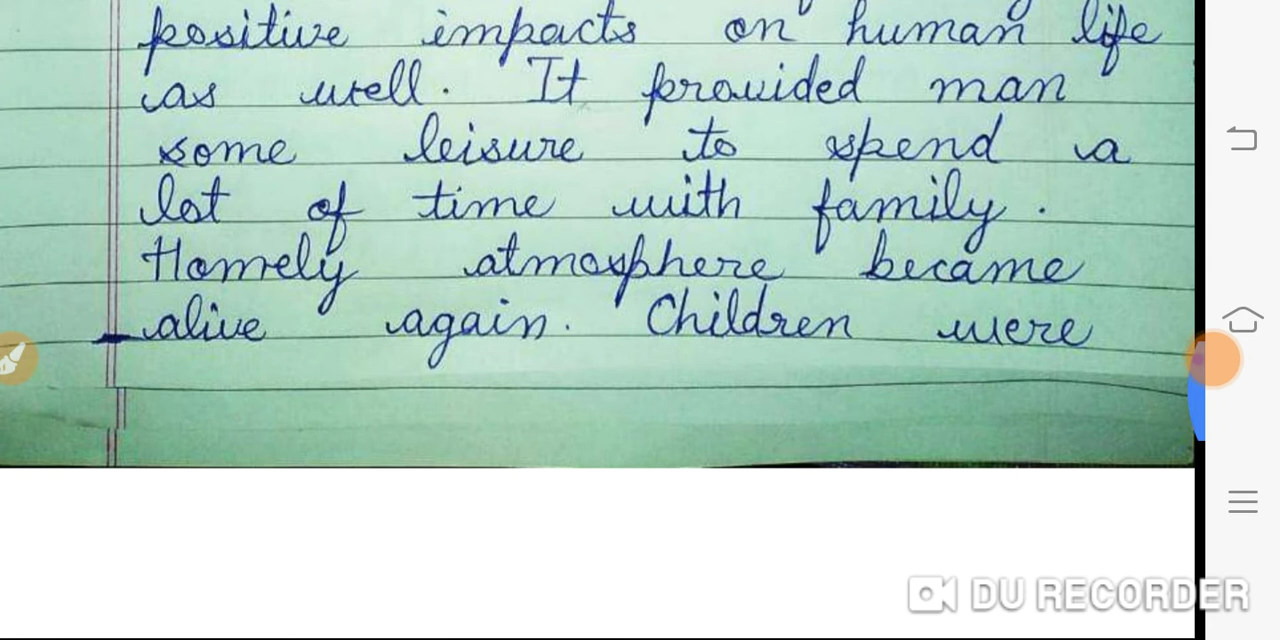 positive impacts on human life
as well. It provided man
some leisure to spend a
lot of time with family.
Homely atmosphere became
alive again. Children were
DU RECORDER